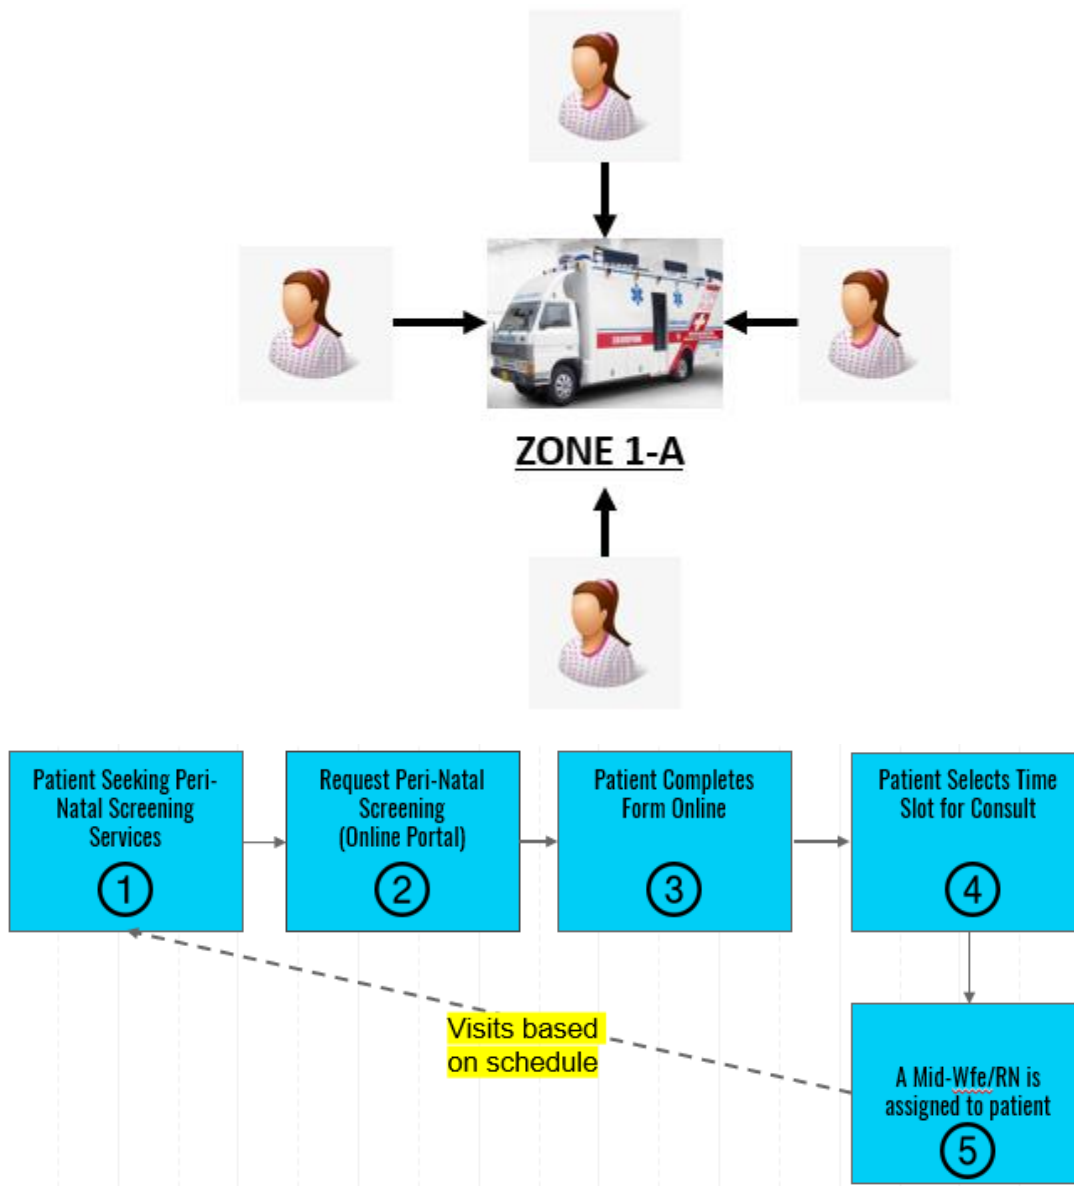 ZONE 1-A
Patient Seeking Peri-
Natal Screening
Services
1
Request Peri-Natal
Screening
(Online Portal)
2
Patient Completes
Form Online
3
Patient Selects Time
Slot for Consult
4
Visits based
on schedule
A Mid-Wfe/RN is
assigned to patient
5